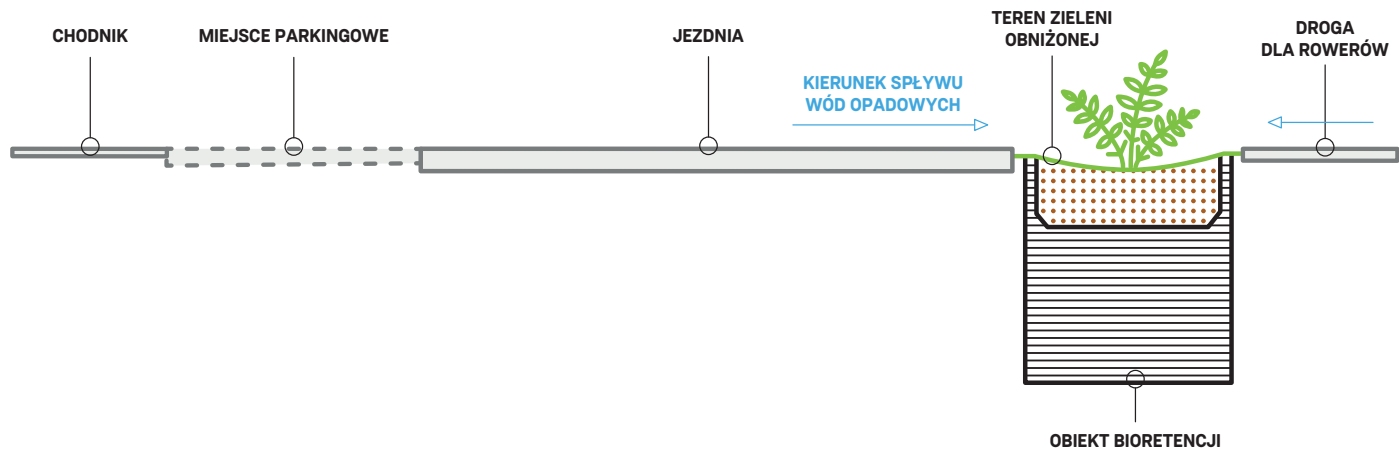 CHODNIK
MIEJSCE PARKINGOWE
JEZDNIA
TEREN ZIELENI
OBNIŻONEJ
DROGA
DLA ROWERÓW
KIERUNEK SPŁYWU
WÓD OPADOWYCH
OBIEKT BIORETENCJI